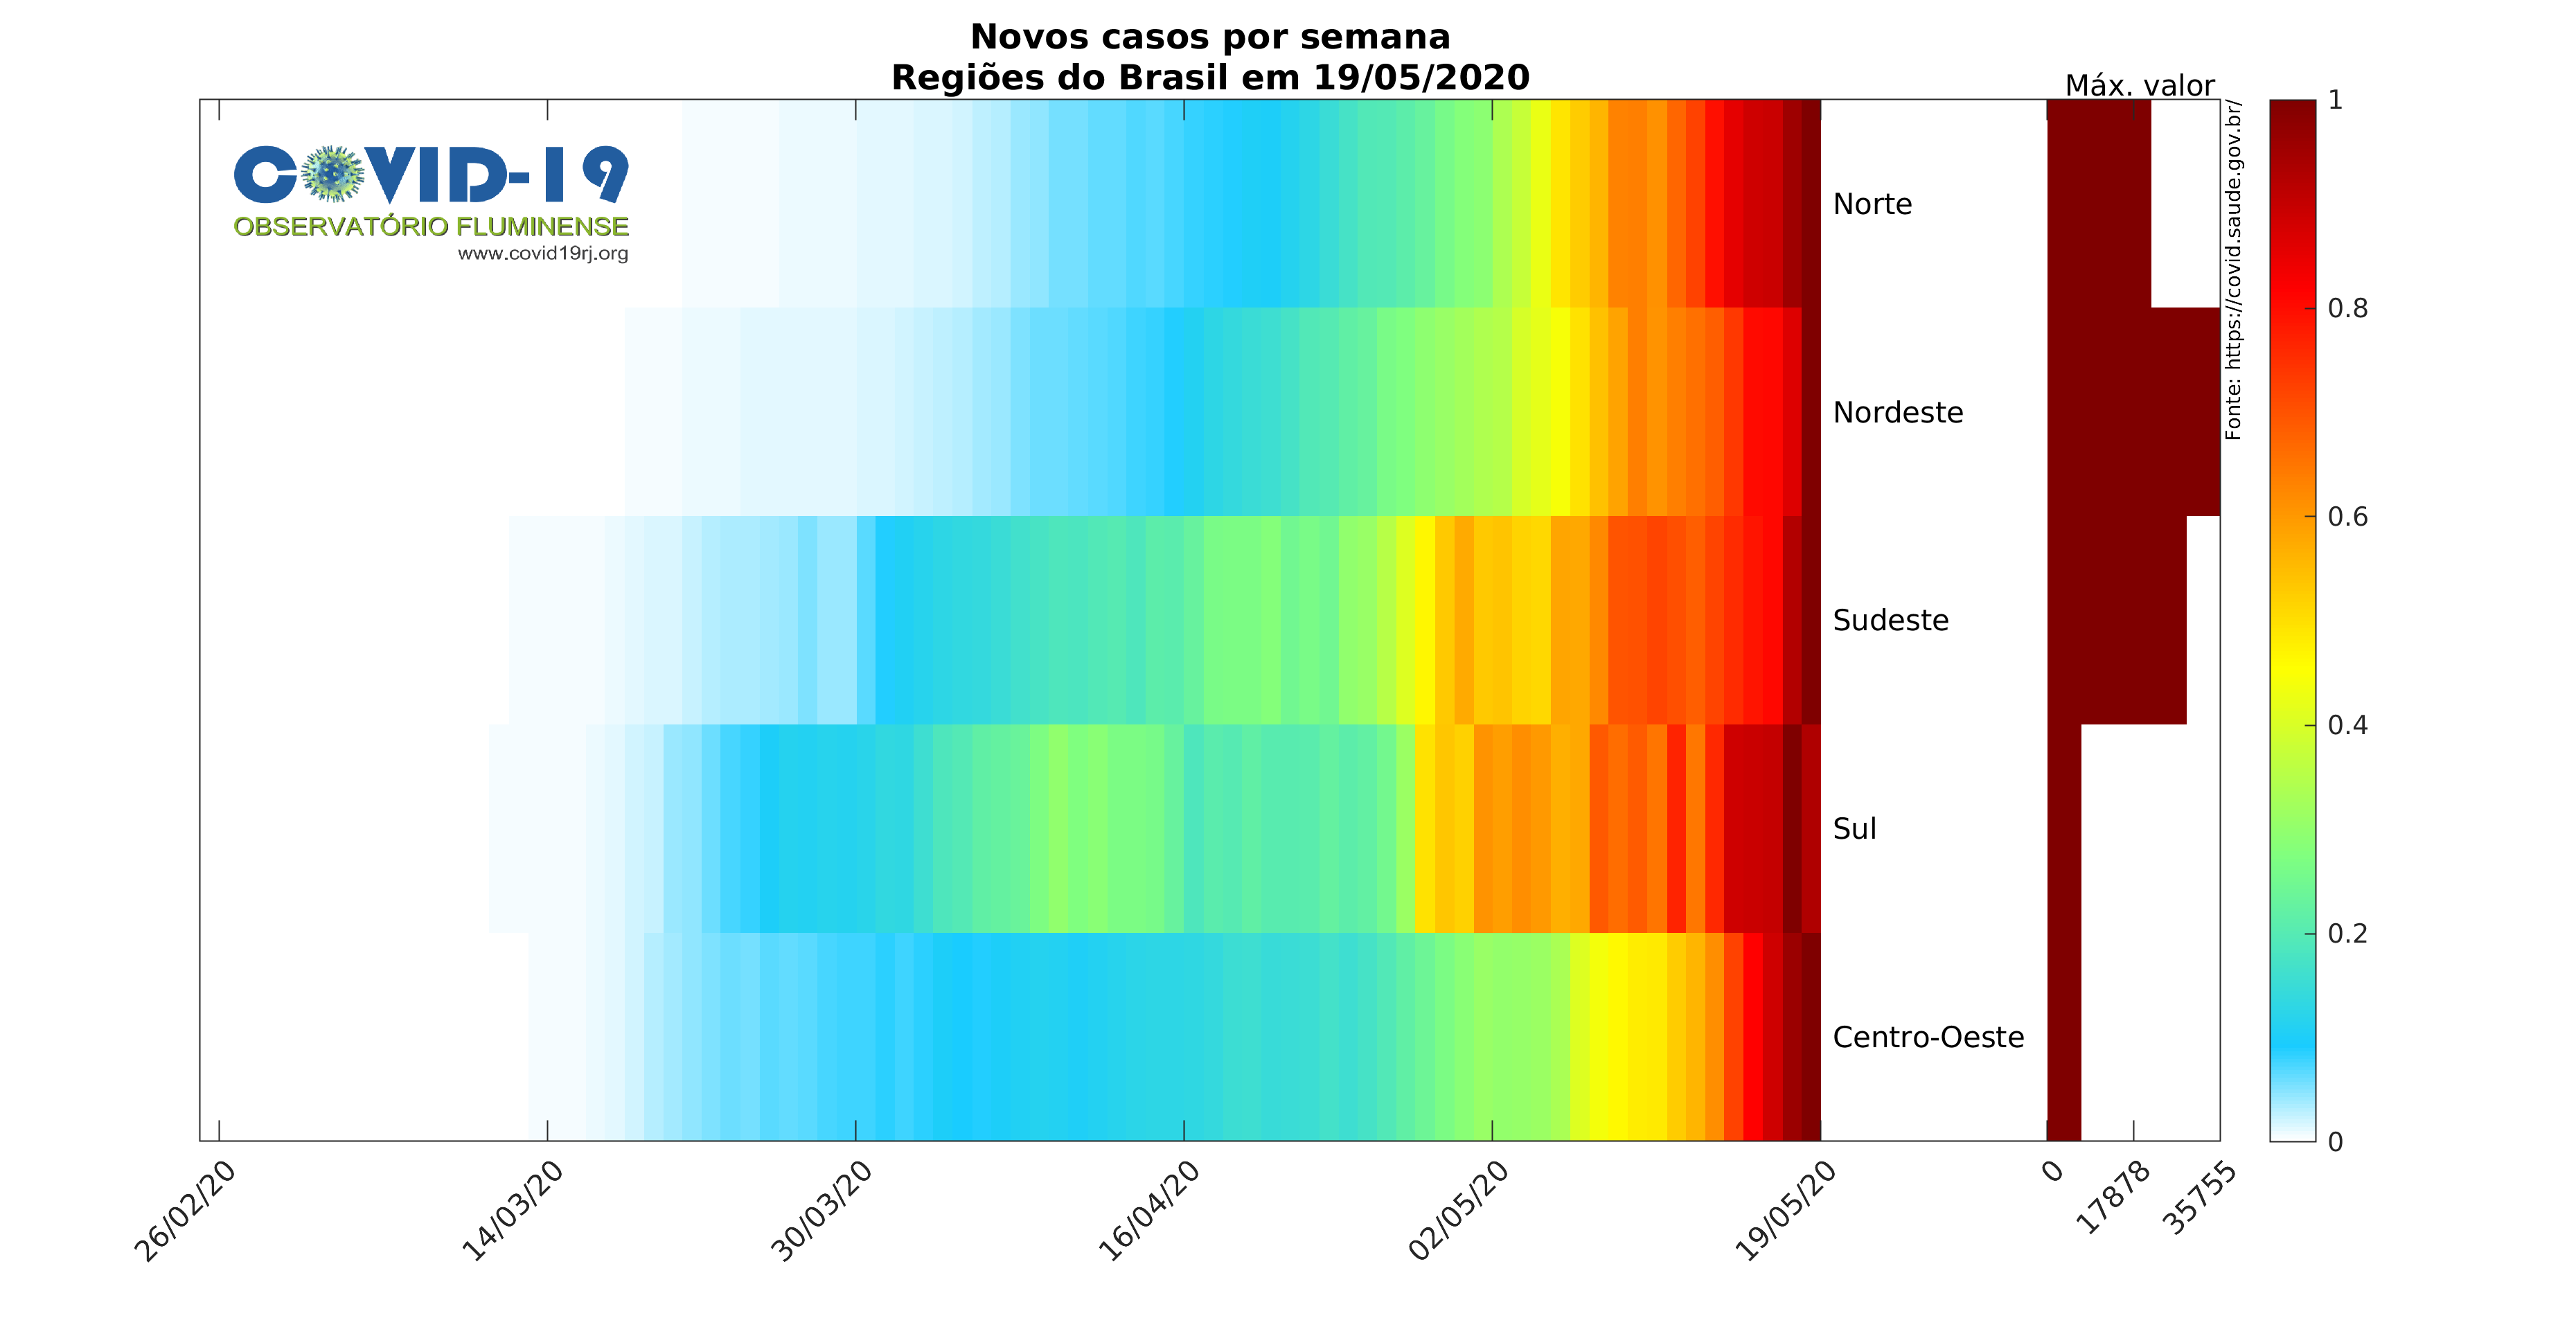 Novos casos por semana
Regiões do Brasil em 19/05/2020
Máx. valor
COVID-19
OBSERVATÓRIO FLUMINENSE
www.covid19rj.org
Norte
Nordeste
Sudeste
Sul
Centro-Oeste
Fonte: https://covid.saude.gov.br/
1
0.8
0.6
0.4
0.2
0
26/02/20
14/03/20
30/03/20
16/04/20
02/05/20
19/05/20
0
17878
35755